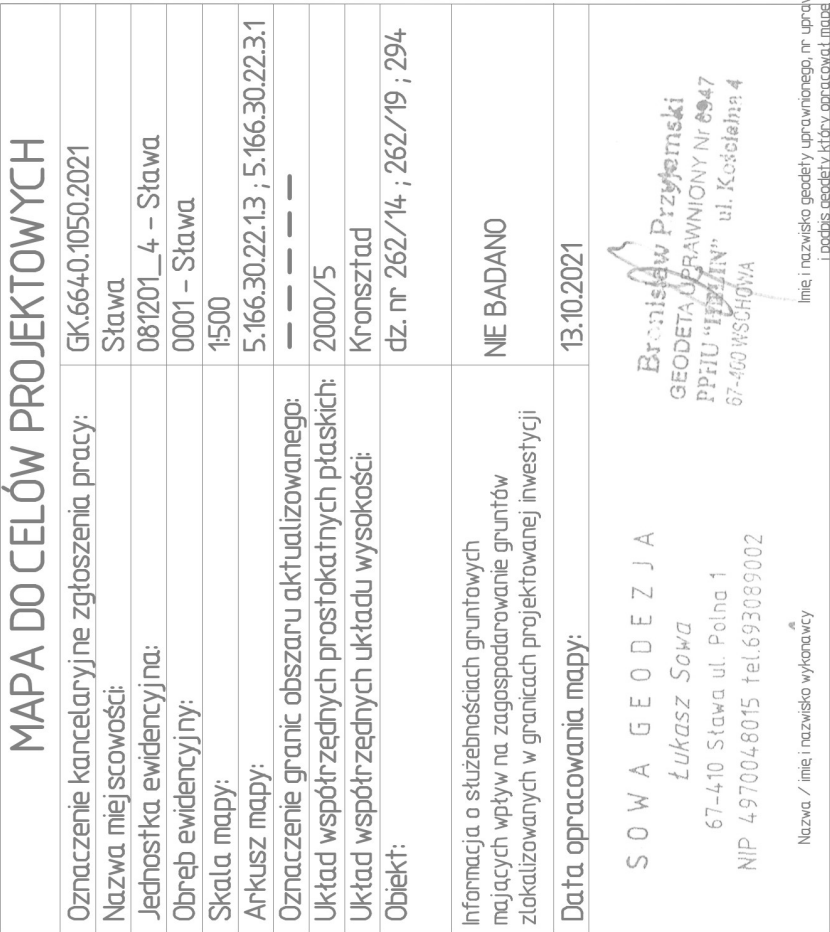 MAPA DO CELÓW PROJEKTOWYCH
Oznaczenie kancelaryjne zgłoszenia pracy: GK.6640.1050.2021
Nazwa miejscowości: Sława
Jednostka ewidencyjna: 081201_4 - Sława
Obręb ewidencyjny: 0001 - Sława
Skala mapy: 1:500
Arkusz mapy: 5.166.30.22.1.3 ; 5.166.30.22.3.1
Oznaczenie granic obszaru aktualizowanego:
Układ współrzędnych prostokatnych płaskich: 2000/5
Układ współrzędnych układu wysokości: Kronsztad
Obiekt: dz. nr 262/14 ; 262/19 ; 294
Informacja o służebnościach gruntowych
mających wpływ na zagospodarowanie gruntów NIE BADANO
zlokalizowanych w granicach projektowanej inwestycji
Data opracowania mapy: 13.10.2021
SOWA GEODEZJA
Łukasz Sowa
67-410 Sława ul. Polna 1
NIP 4970048015 tel.693089002
Nazwa / imię i nazwisko wykonawcy
Bronisław Przyjemski
GEODETA UPRAWNIONY Nr 8947
PPHU ul. Kościelna 4
67-400 WSCHOWA
Imię i nazwisko geodety uprawnionego, nr upraw
i podpis geodety który opracował mapę